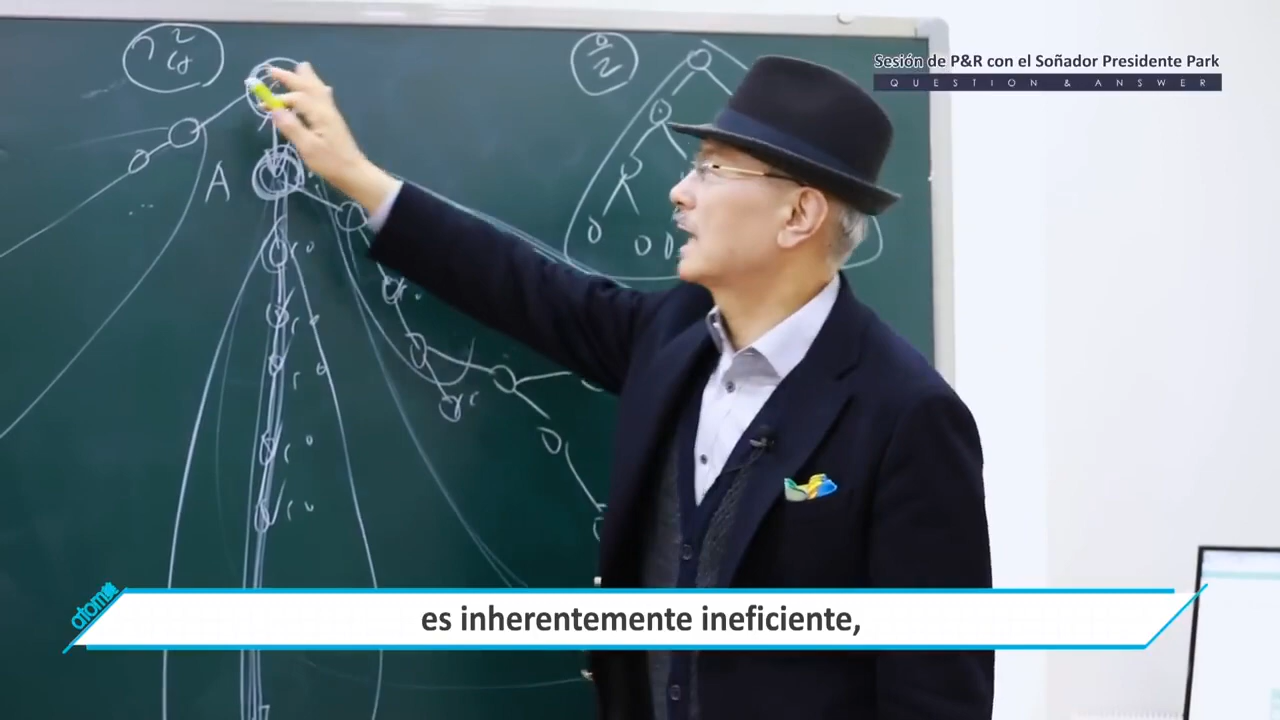 Sesión de P&R con el Soñador Presidente Park
QUESTION & ANSWER
A
atomy
es inherentemente ineficiente,